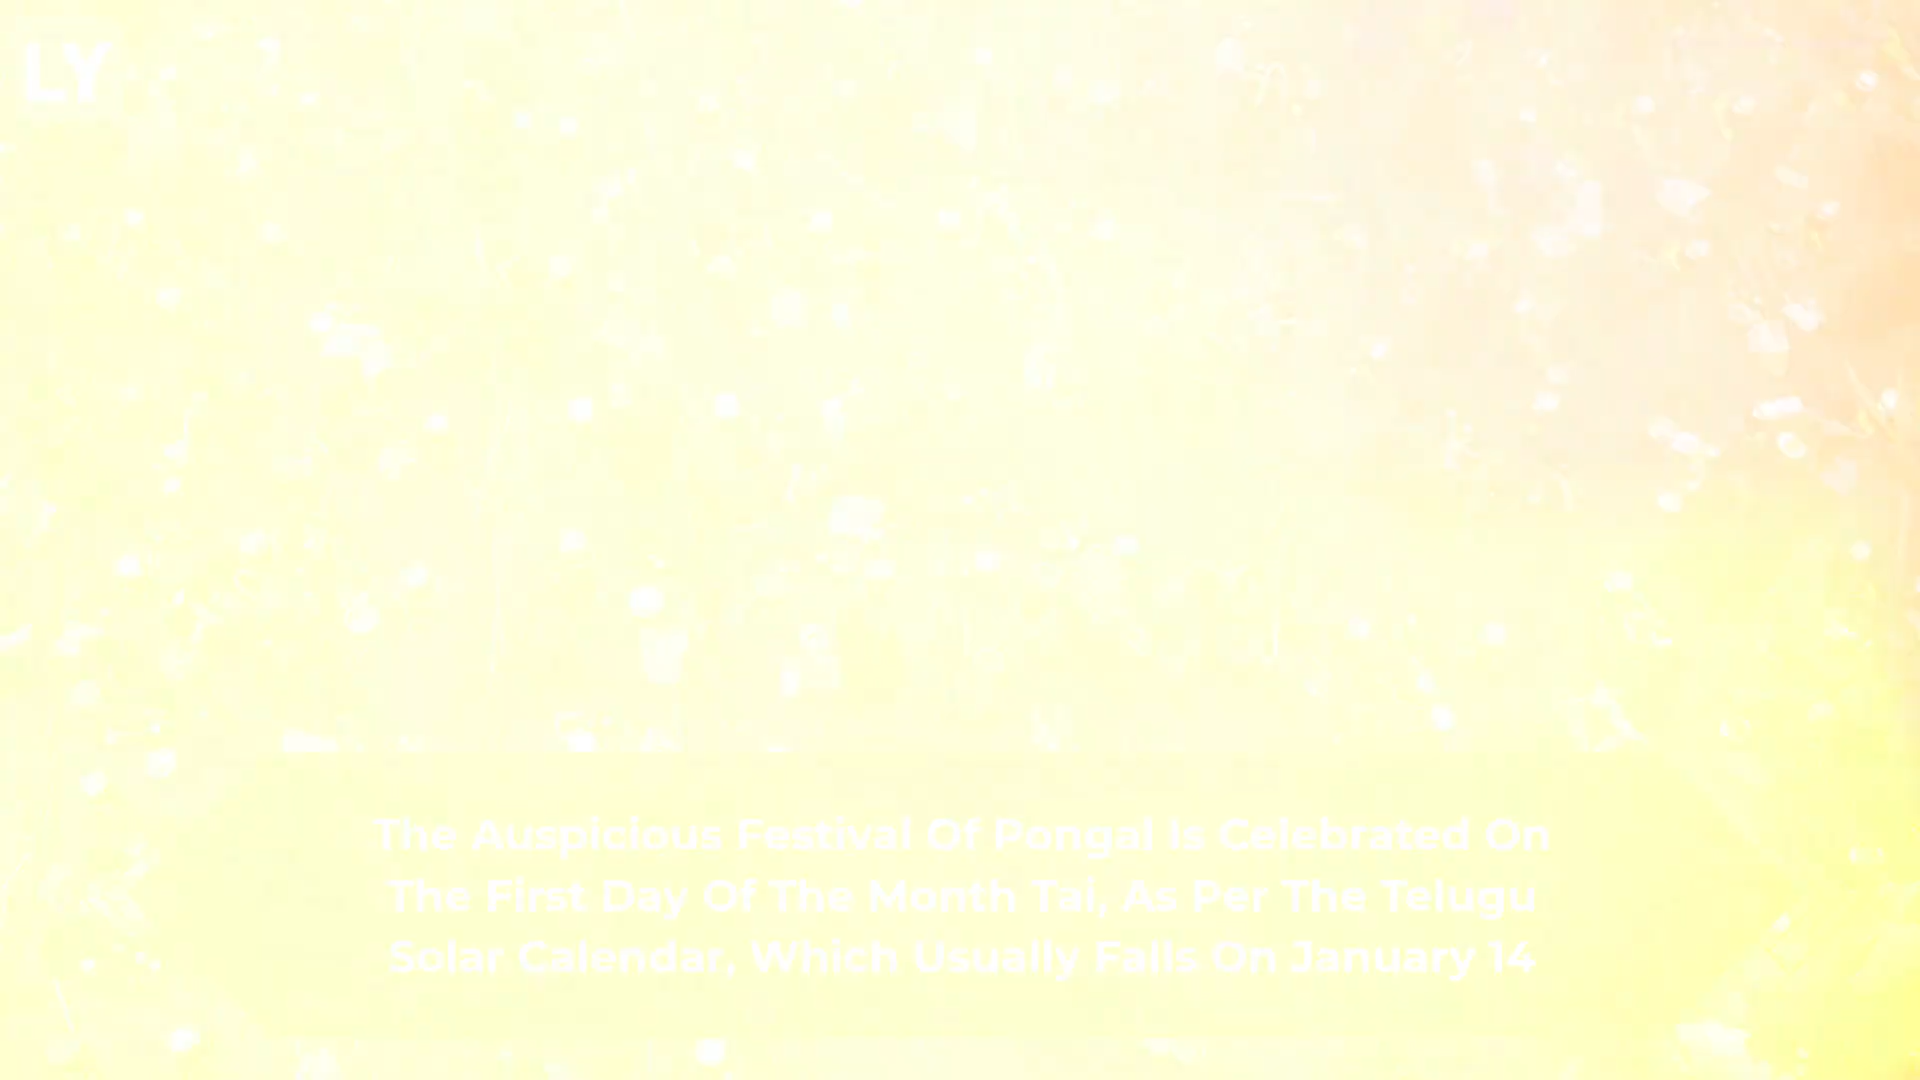 LY
The Auspicious Festival Of Pongal Is Celebrated On
The First Day Of The Month Tai, As Per The Telugu
Solar Calendar, Which Usually Falls On January 14